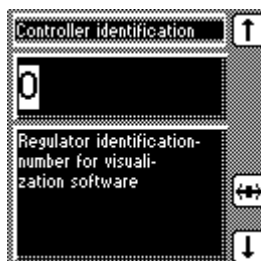 Controller identification
0
Regulator identification-
number for visuali-
zation software